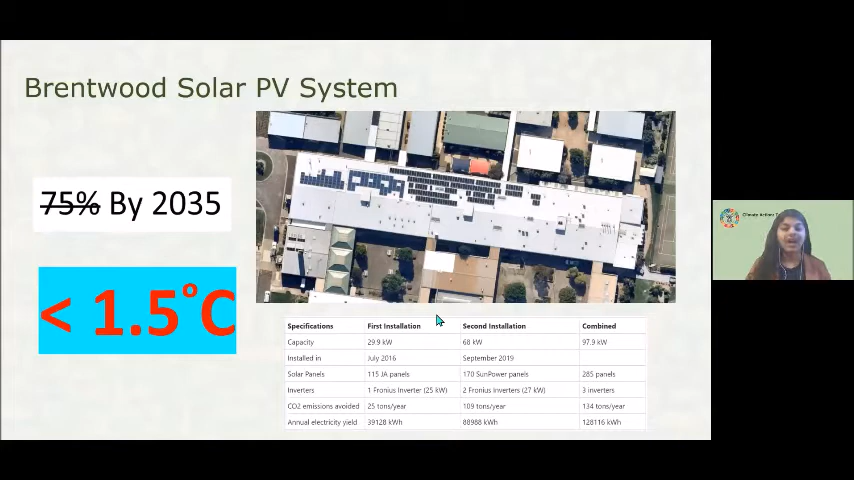 Brentwood Solar PV System
75% By 2035
< 1.5°C
Specifications First Installation Second Installation Combined
Capacity 29.9 kW 68 kW 97.9 kW
Installed in July 2016 September 2019
Solar Panels 115 JA panels 170 SunPower panels 285 panels
Inverters 1 Fronius Inverter (25 kW) 2 Fronius Inverters (27 kW) 3 inverters
CO2 emissions avoided 25 tons/year 109 tons/year 134 tons/year
Annual electricity yield 39128 kWh 88988 kWh 128116 kWh
Climate Action